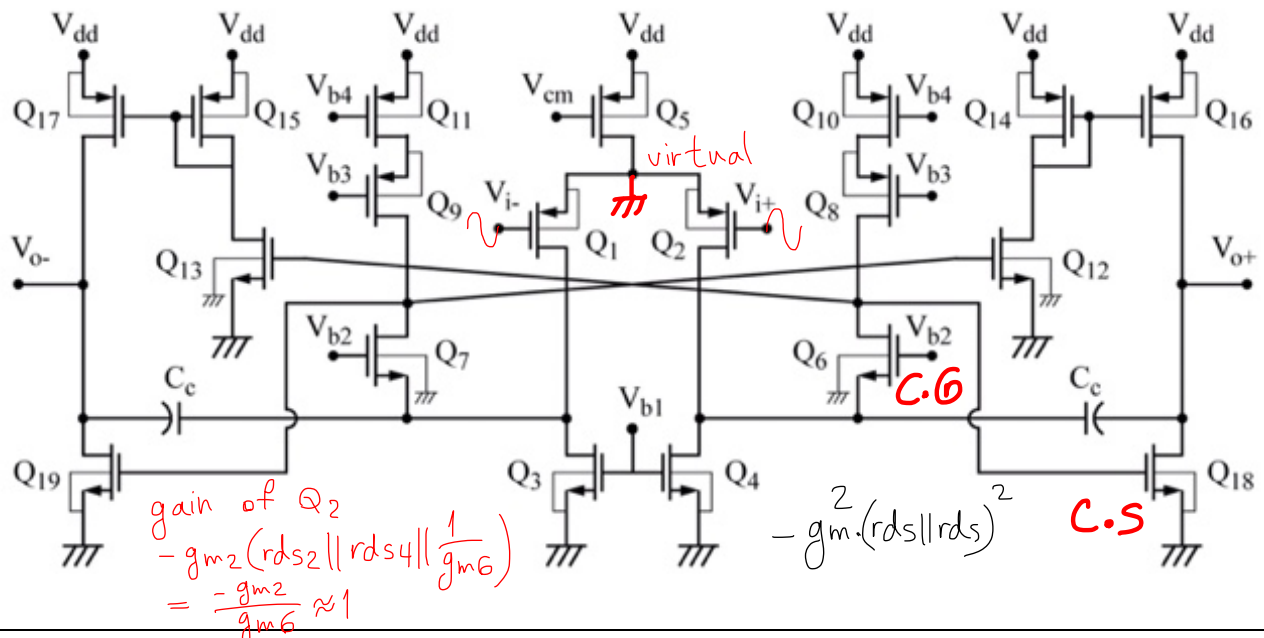 Vdd Vdd Vdd Vdd Vdd Vdd Vdd
Q17 Q15 Vb4 Q11 Vcm Q5 Q10 Vb4 Q14 Q16
virtual
Vb3 Q9 Vi- Q1 Q2 Vi+ Q8 Vb3
Vo- Q13 Q12 Vo+
Vb2 Q7 Q6 Vb2
C.G
Cc Vb1 Cc
Q19 Q3 Q4 Q18
C.S
gain of Q2
-gm2(rds2||rds4||1/gm6)
= -gm2/gm6 ≈1
-gm².(rds||rds)²